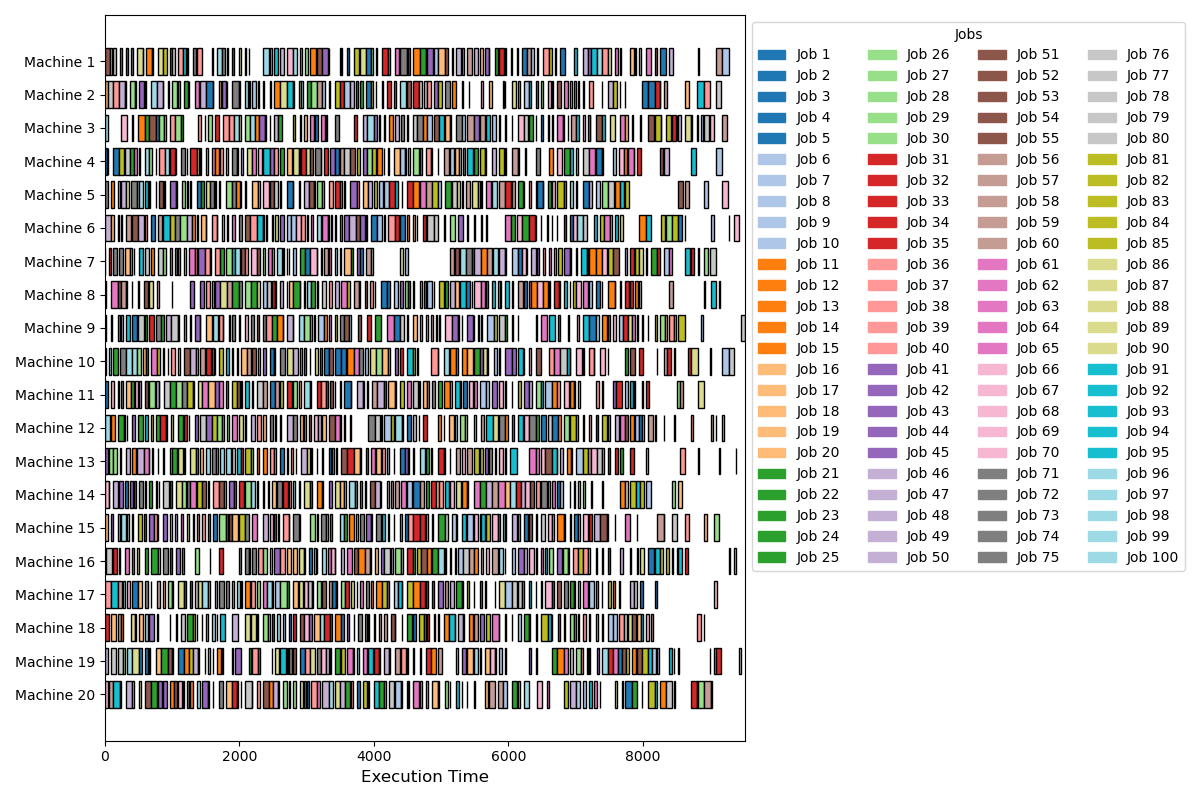 Machine 1
Machine 2
Machine 3
Machine 4
Machine 5
Machine 6
Machine 7
Machine 8
Machine 9
Machine 10
Machine 11
Machine 12
Machine 13
Machine 14
Machine 15
Machine 16
Machine 17
Machine 18
Machine 19
Machine 20
0 2000 4000 6000 8000
Execution Time
Jobs
Job 1 Job 26 Job 51 Job 76
Job 2 Job 27 Job 52 Job 77
Job 3 Job 28 Job 53 Job 78
Job 4 Job 29 Job 54 Job 79
Job 5 Job 30 Job 55 Job 80
Job 6 Job 31 Job 56 Job 81
Job 7 Job 32 Job 57 Job 82
Job 8 Job 33 Job 58 Job 83
Job 9 Job 34 Job 59 Job 84
Job 10 Job 35 Job 60 Job 85
Job 11 Job 36 Job 61 Job 86
Job 12 Job 37 Job 62 Job 87
Job 13 Job 38 Job 63 Job 88
Job 14 Job 39 Job 64 Job 89
Job 15 Job 40 Job 65 Job 90
Job 16 Job 41 Job 66 Job 91
Job 17 Job 42 Job 67 Job 92
Job 18 Job 43 Job 68 Job 93
Job 19 Job 44 Job 69 Job 94
Job 20 Job 45 Job 70 Job 95
Job 21 Job 46 Job 71 Job 96
Job 22 Job 47 Job 72 Job 97
Job 23 Job 48 Job 73 Job 98
Job 24 Job 49 Job 74 Job 99
Job 25 Job 50 Job 75 Job 100